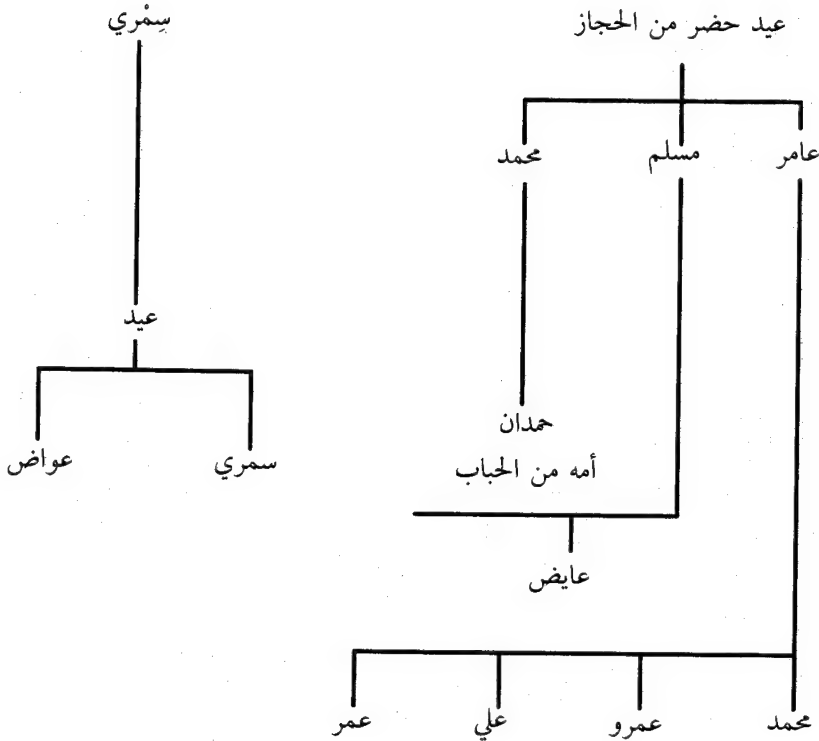 عيد حضر من الحجاز
سِمْري
عامر
مسلم
محمد
عيد
حمدان
أمه من الحباب
سمري
عواض
عايض
محمد
عمرو
علي
عمر